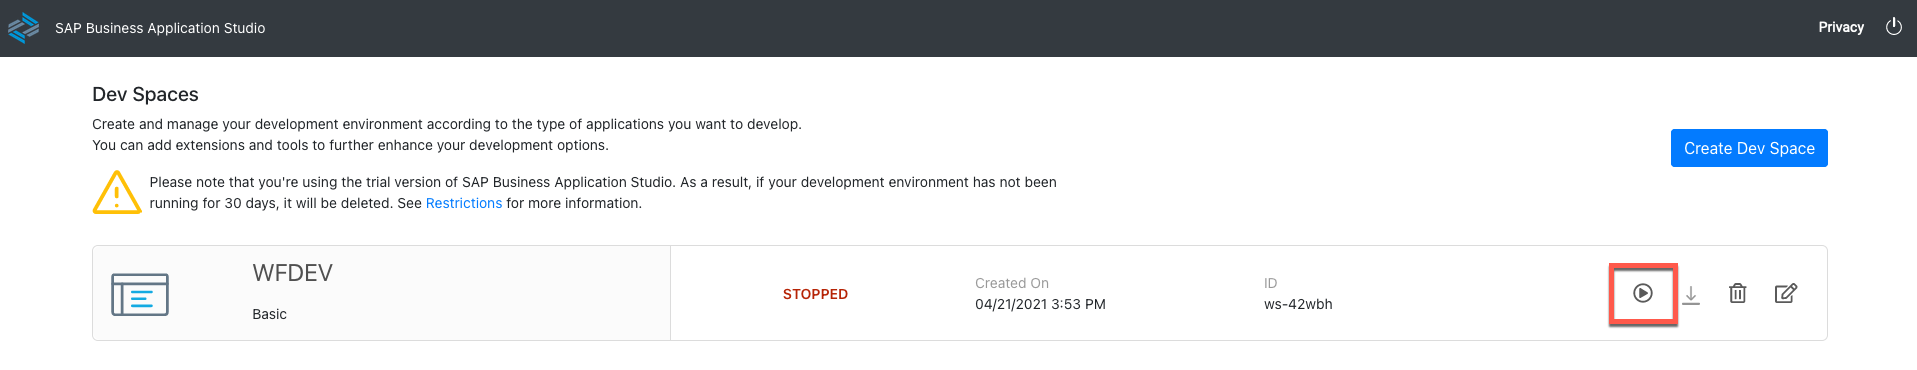 SAP Business Application Studio
Privacy
Dev Spaces
Create and manage your development environment according to the type of applications you want to develop.
You can add extensions and tools to further enhance your development options.
Create Dev Space
Please note that you're using the trial version of SAP Business Application Studio. As a result, if your development environment has not been
running for 30 days, it will be deleted. See Restrictions for more information.
WFDEV
Basic
STOPPED
Created On
04/21/2021 3:53 PM
ID
ws-42wbh